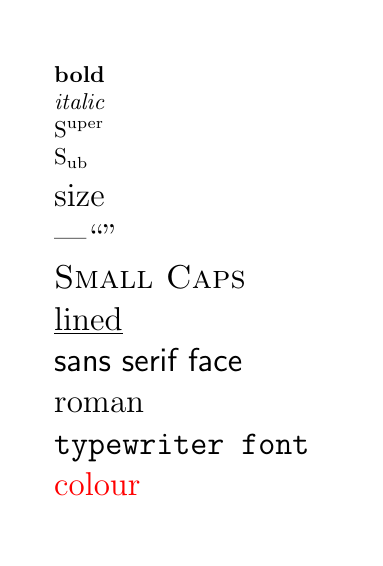 bold
italic
Super
Sub
size
—“”
Small Caps
lined
sans serif face
roman
typewriter font
colour